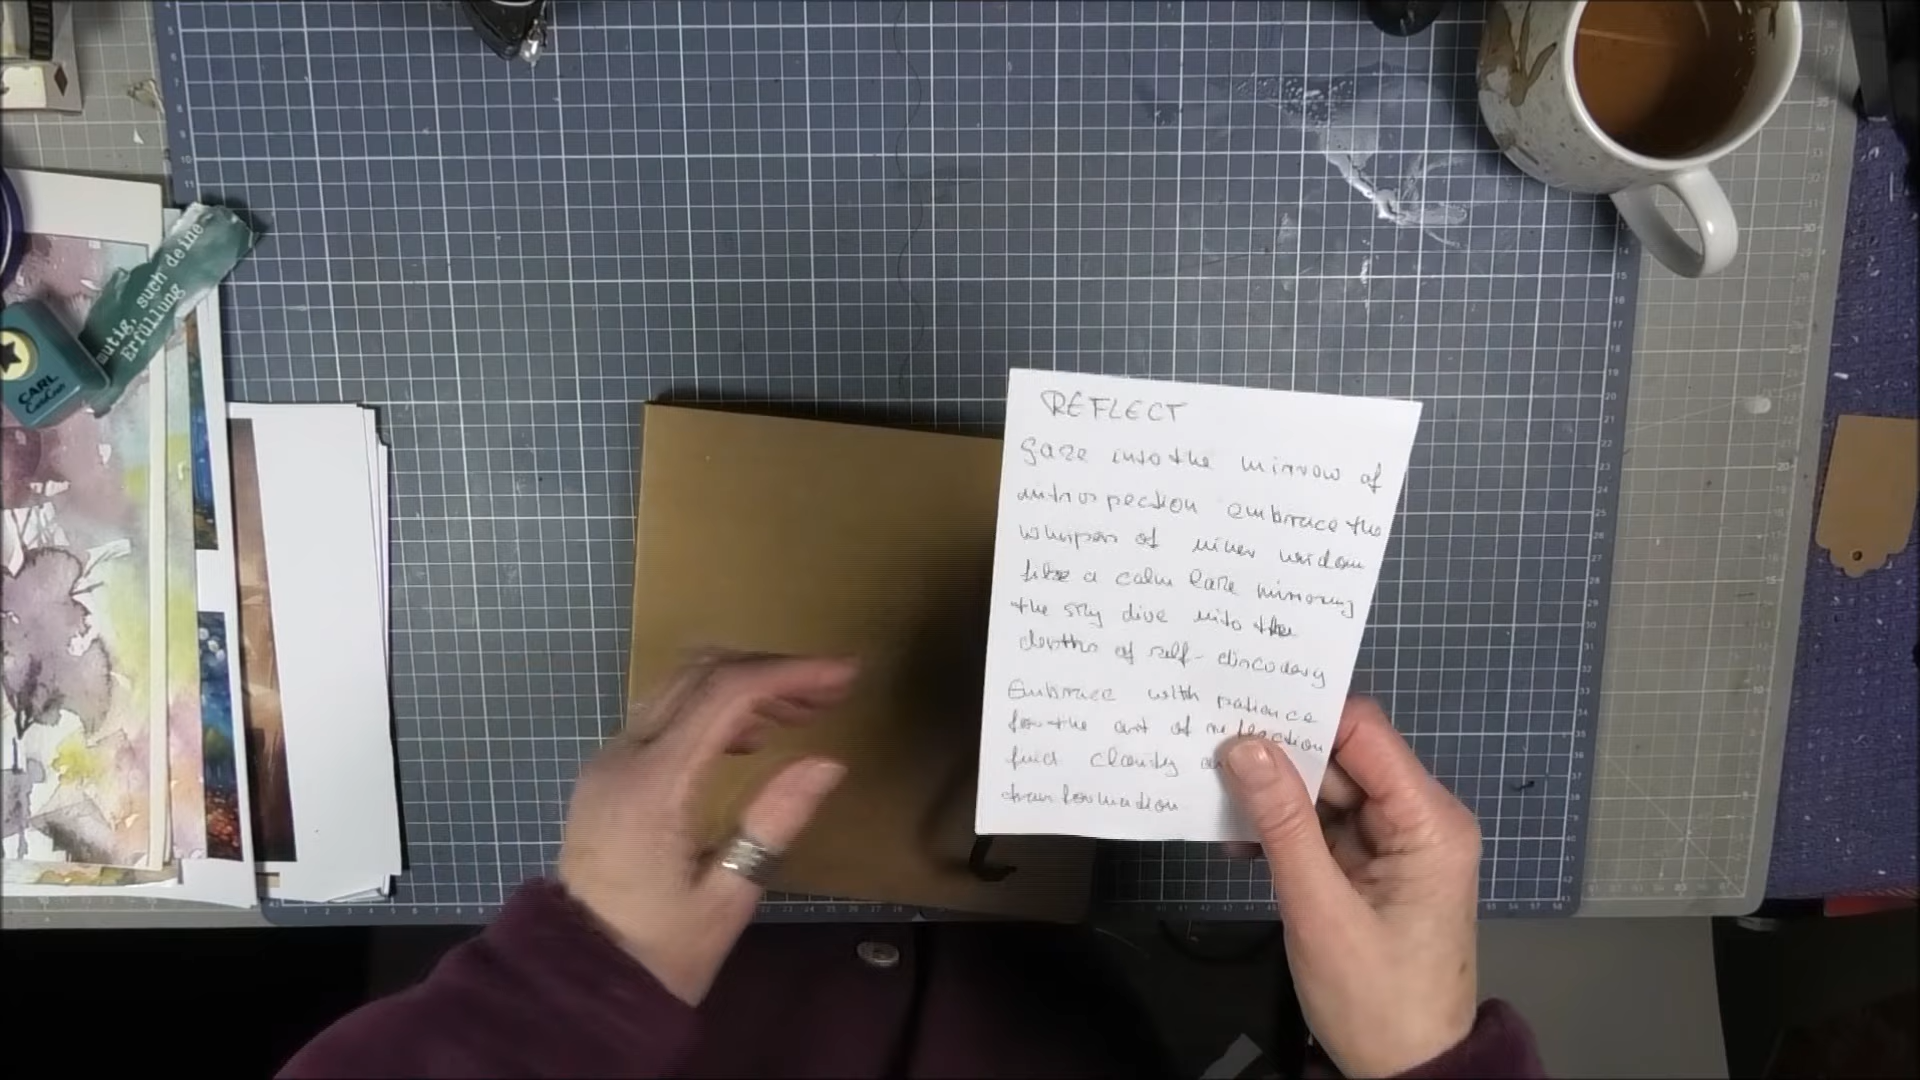 mutig, such deine
Erfüllung
CARL
REFLECT
Gaze into the mirrow of
introspection embrace the
whispers of inner wisdom
like a calm lake mirroring
the sky dive into the
depths of self-discovery
Embrace with patience
for the art of reflection
find clarity
transformation